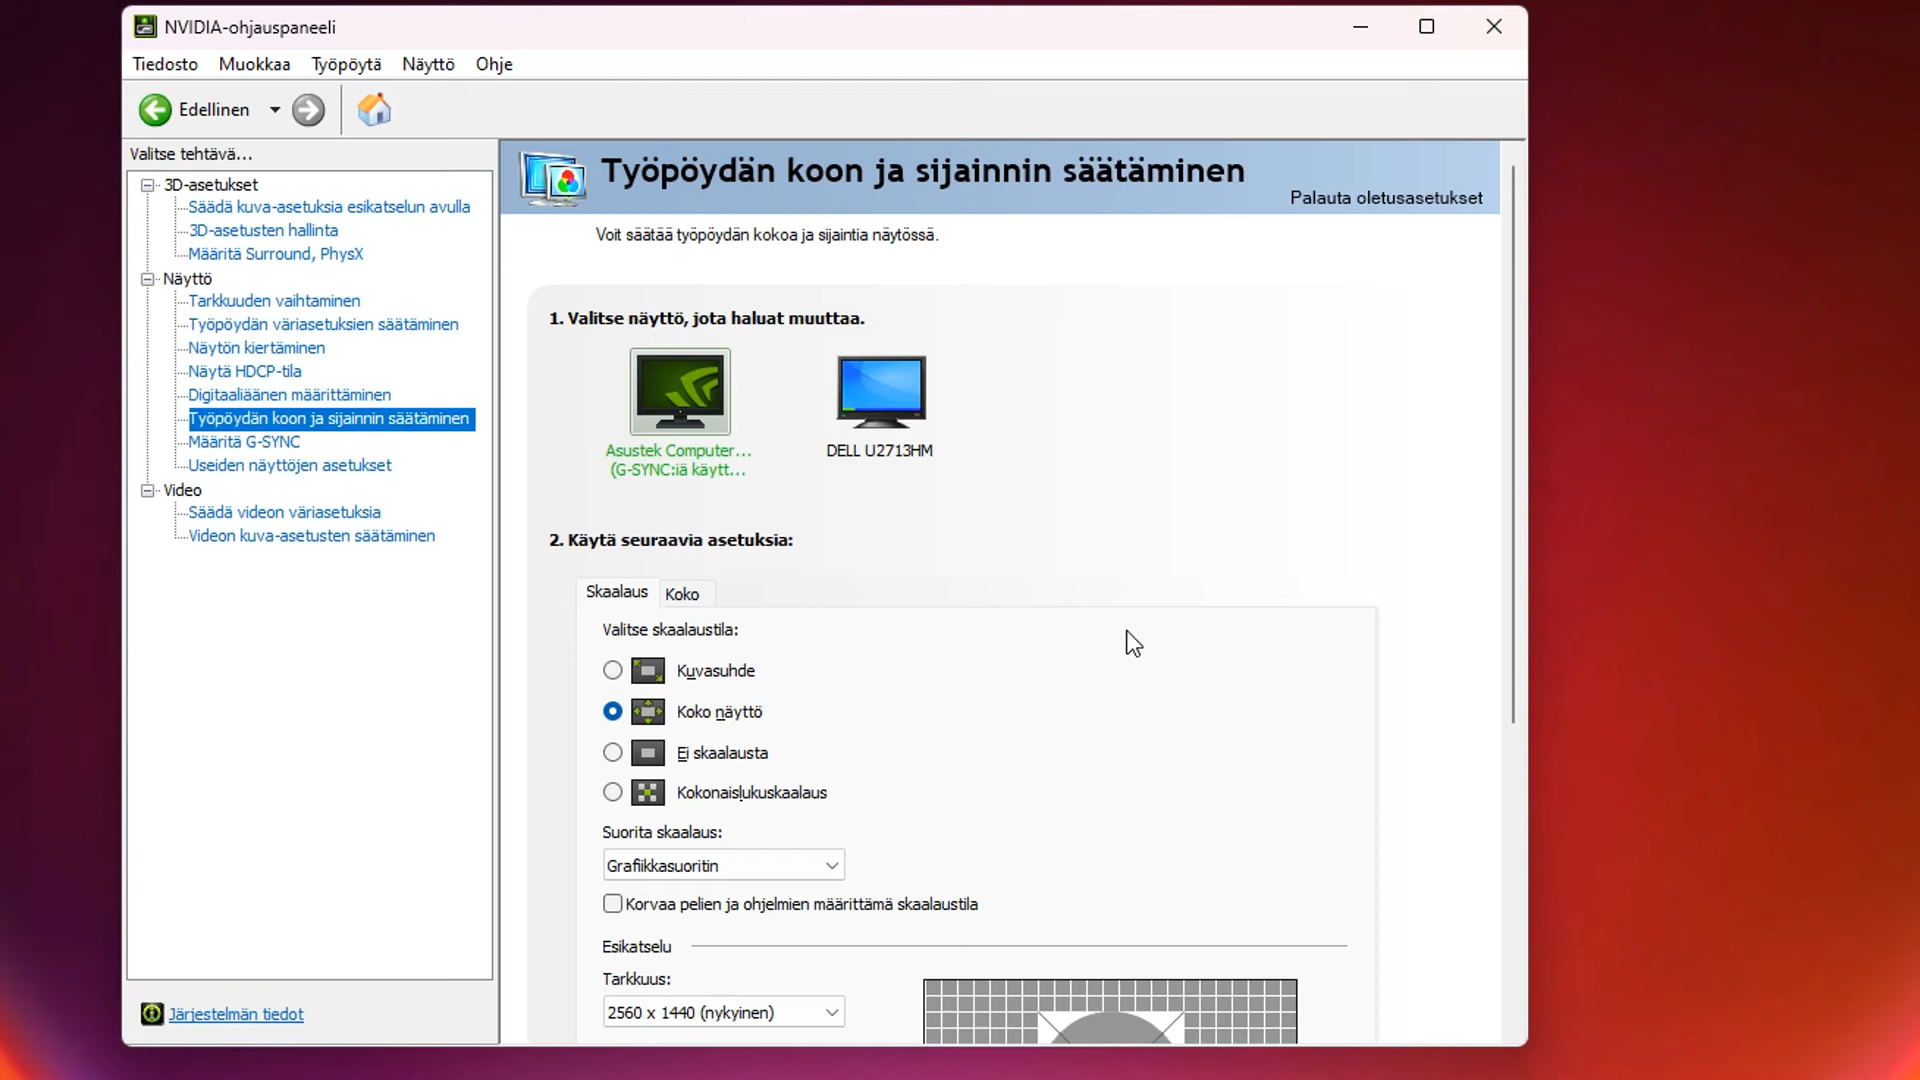 NVIDIA-ohjauspaneeli
Tiedosto Muokkaa Työpöytä Näyttö Ohje
Edellinen
Valitse tehtävä...
3D-asetukset
Säädä kuva-asetuksia esikatselun avulla
3D-asetusten hallinta
Määritä Surround, PhysX
Näyttö
Tarkkuuden vaihtaminen
Työpöydän väriasetuksien säätäminen
Näytön kiertäminen
Näytä HDCP-tila
Digitaaliäänen määrittäminen
Työpöydän koon ja sijainnin säätäminen
Määritä G-SYNC
Useiden näyttöjen asetukset
Video
Säädä videon väriasetuksia
Videon kuva-asetusten säätäminen
Järjestelmän tiedot
Työpöydän koon ja sijainnin säätäminen
Palauta oletusasetukset
Voit säätää työpöydän kokoa ja sijaintia näytössä.
1. Valitse näyttö, jota haluat muuttaa.
Asustek Computer...
(G-SYNC:iä käytt...
DELL U2713HM
2. Käytä seuraavia asetuksia:
Skaalaus Koko
Valitse skaalaustila:
Kuvasuhde
Koko näyttö
Ei skaalausta
Kokonaislukuskaalaus
Suorita skaalaus:
Grafiikkasuoritin
Korvaa pelien ja ohjelmien määrittämä skaalaustila
Esikatselu
Tarkkuus:
2560 x 1440 (nykyinen)